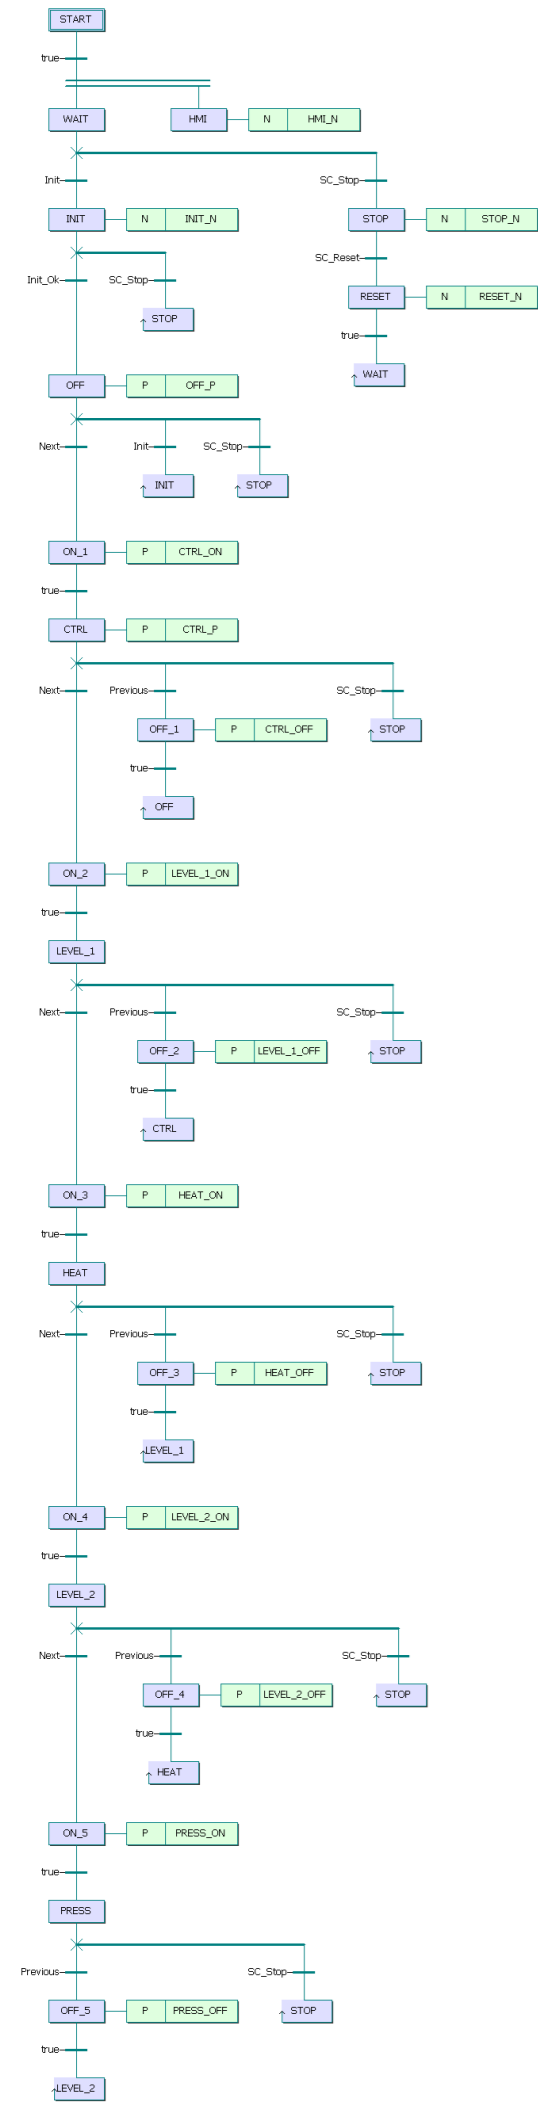 START
true
WAIT HMI N HMI_N
Init SC_Stop
INIT N INIT_N STOP N STOP_N
SC_Reset
Init_Ok SC_Stop
RESET N RESET_N
STOP
true
WAIT
OFF P OFF_P
Next Init SC_Stop
INIT STOP
ON_1 P CTRL_ON
true
CTRL P CTRL_P
Next Previous SC_Stop
OFF_1 P CTRL_OFF STOP
true
OFF
ON_2 P LEVEL_1_ON
true
LEVEL_1
Next Previous SC_Stop
OFF_2 P LEVEL_1_OFF STOP
true
CTRL
ON_3 P HEAT_ON
true
HEAT
Next Previous SC_Stop
OFF_3 P HEAT_OFF STOP
true
LEVEL_1
ON_4 P LEVEL_2_ON
true
LEVEL_2
Next Previous SC_Stop
OFF_4 P LEVEL_2_OFF STOP
true
HEAT
ON_5 P PRESS_ON
true
PRESS
Previous SC_Stop
OFF_5 P PRESS_OFF STOP
true
LEVEL_2